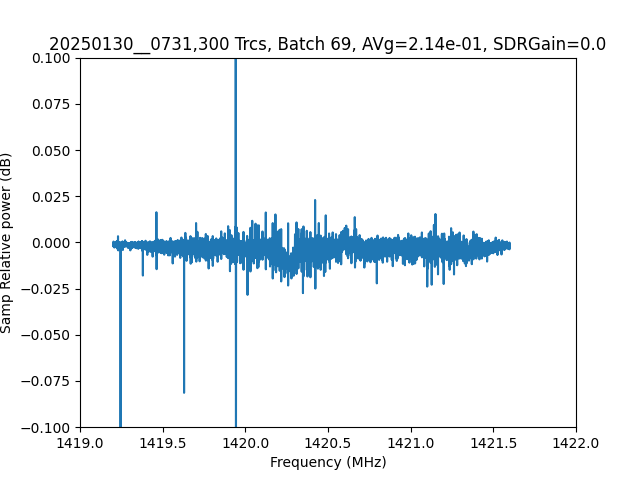 20250130__0731,300 Trcs, Batch 69, AVg=2.14e-01, SDRGain=0.0
0.100
0.075
0.050
0.025
0.000
−0.025
−0.050
−0.075
−0.100
Samp Relative power (dB)
1419.0 1419.5 1420.0 1420.5 1421.0 1421.5 1422.0
Frequency (MHz)